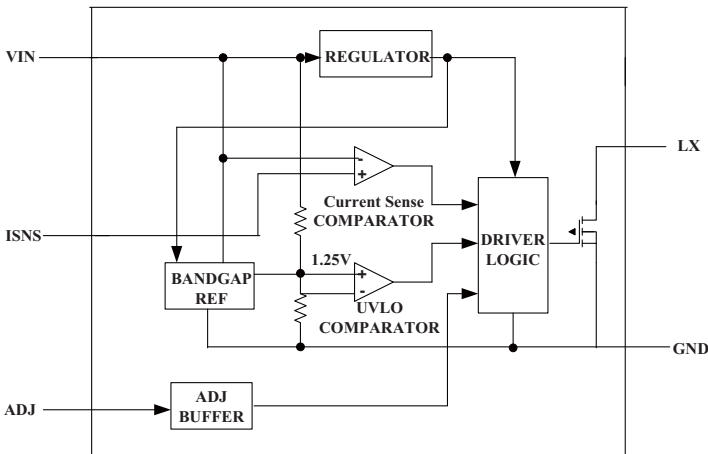 VIN
REGULATOR
LX
-
+
Current Sense
COMPARATOR
ISNS
DRIVER
LOGIC
1.25V
BANDGAP
REF
+
-
UVLO
COMPARATOR
GND
ADJ
ADJ
BUFFER